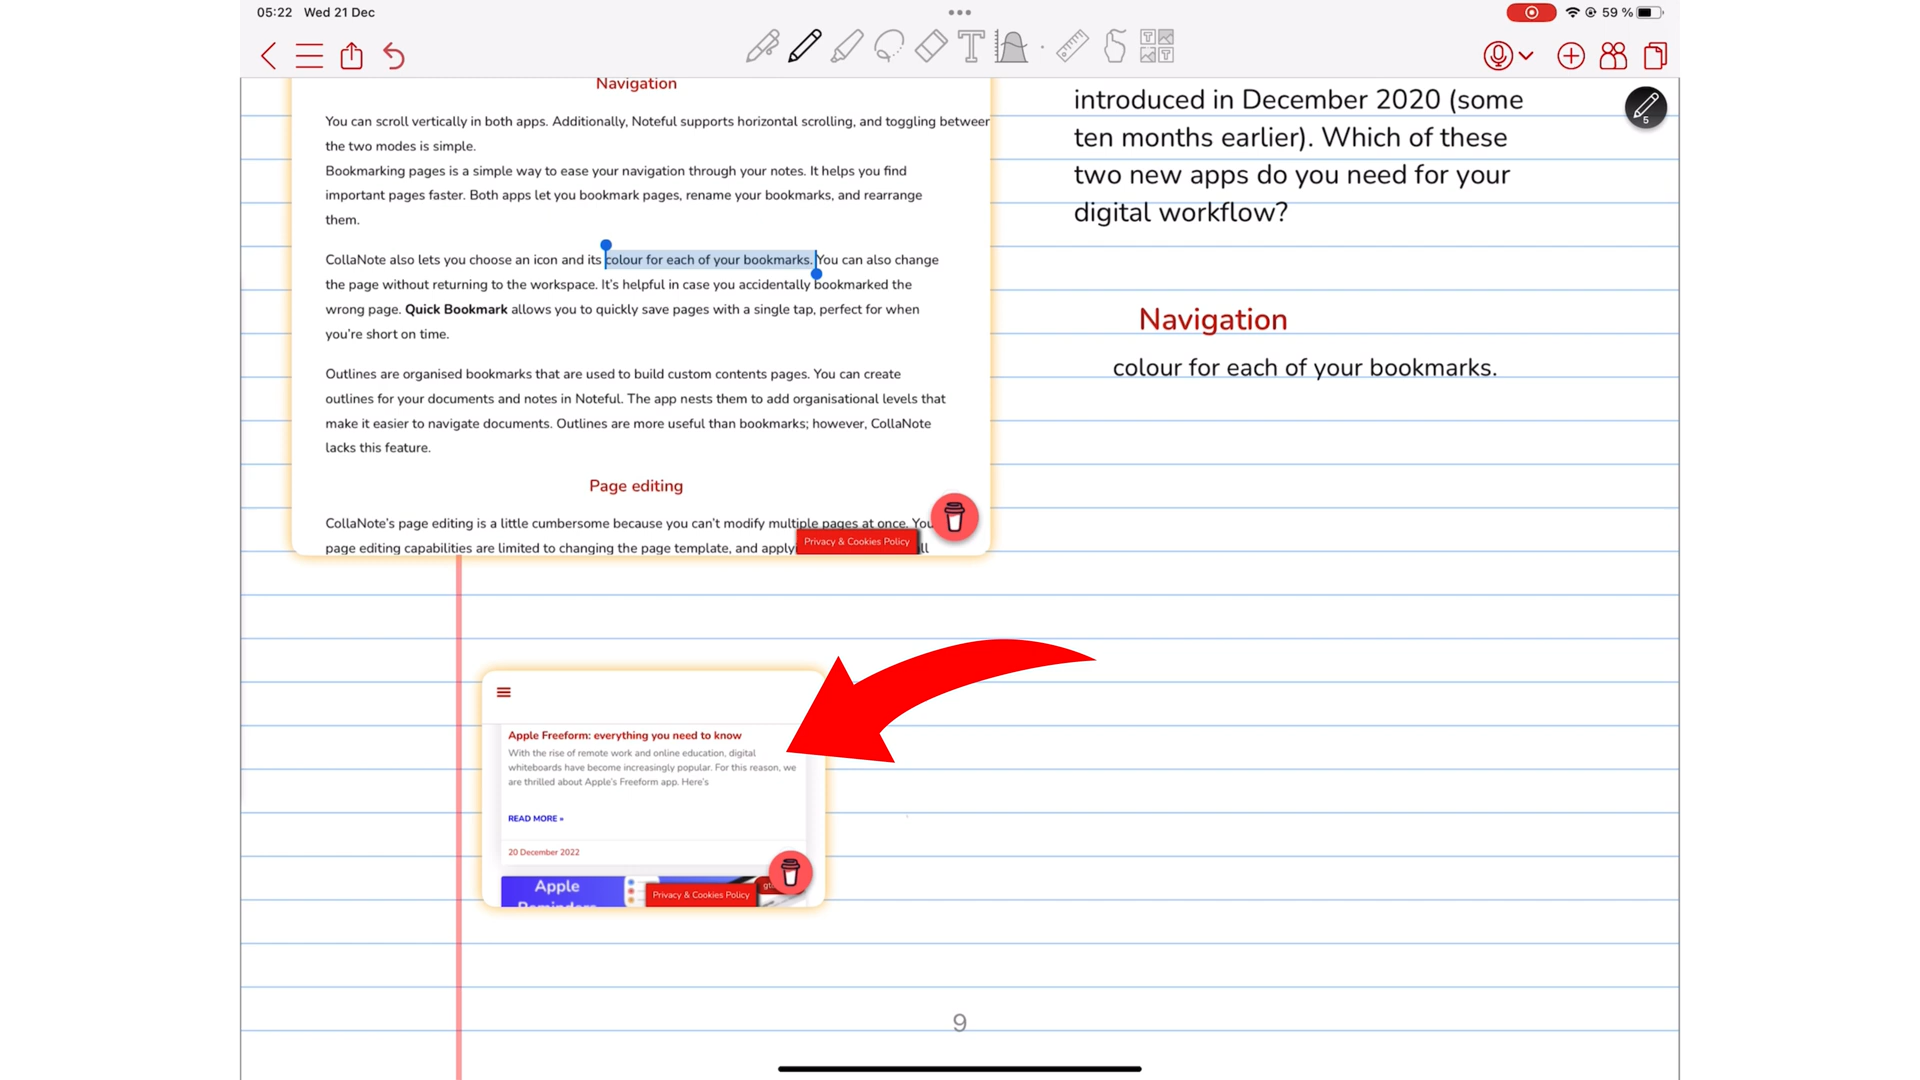 05:22 Wed 21 Dec
59 %
5
Navigation
You can scroll vertically in both apps. Additionally, Noteful supports horizontal scrolling, and toggling between
the two modes is simple.
Bookmarking pages is a simple way to ease your navigation through your notes. It helps you find
important pages faster. Both apps let you bookmark pages, rename your bookmarks, and rearrange
them.
CollaNote also lets you choose an icon and its colour for each of your bookmarks. You can also change
the page without returning to the workspace. It's helpful in case you accidentally bookmarked the
wrong page. Quick Bookmark allows you to quickly save pages with a single tap, perfect for when
you're short on time.
Outlines are organised bookmarks that are used to build custom contents pages. You can create
outlines for your documents and notes in Noteful. The app nests them to add organisational levels that
make it easier to navigate documents. Outlines are more useful than bookmarks; however, CollaNote
lacks this feature.
Page editing
CollaNote's page editing is a little cumbersome because you can't modify multiple pages at once. You
page editing capabilities are limited to changing the page template, and apply ll
Privacy & Cookies Policy
introduced in December 2020 (some
ten months earlier). Which of these
two new apps do you need for your
digital workflow?
Navigation
colour for each of your bookmarks.
Apple Freeform: everything you need to know
With the rise of remote work and online education, digital
whiteboards have become increasingly popular. For this reason, we
are thrilled about Apple's Freeform app. Here's
READ MORE »
20 December 2022
Apple
Reminders
Privacy & Cookies Policy
9